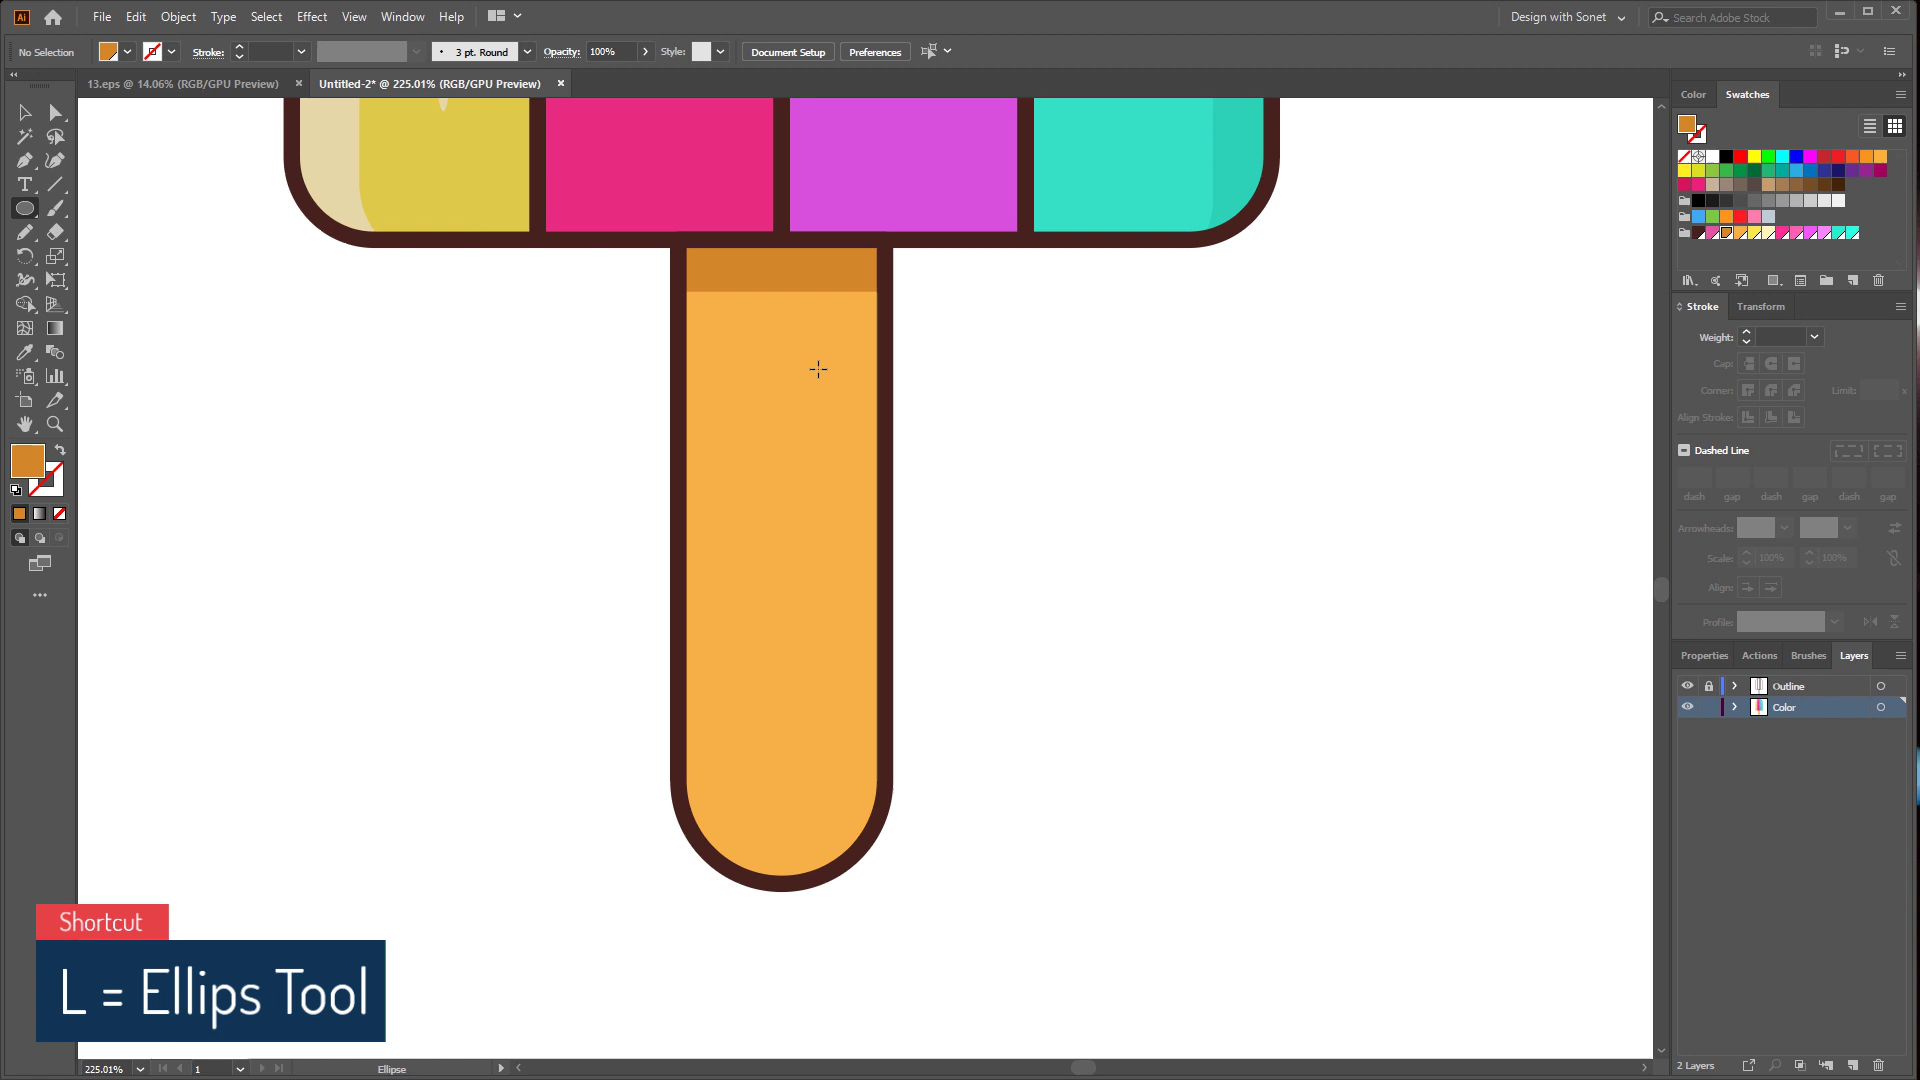 Ai File Edit Object Type Select Effect View Window Help Design with Sonet Search Adobe Stock
No Selection Stroke: 3 pt. Round Opacity: 100% Style: Document Setup Preferences
13.eps @ 14.06% (RGB/GPU Preview) × Untitled-2* @ 225.01% (RGB/GPU Preview) ×
Color Swatches
Stroke Transform
Weight:
Cap:
Corner: Limit: x
Align Stroke:
Dashed Line
dash gap dash gap dash gap
Arrowheads:
Scale: 100% 100%
Align:
Profile:
Properties Actions Brushes Layers
Outline
Color
Shortcut
L = Ellips Tool
225.01% 1 Ellipse 2 Layers